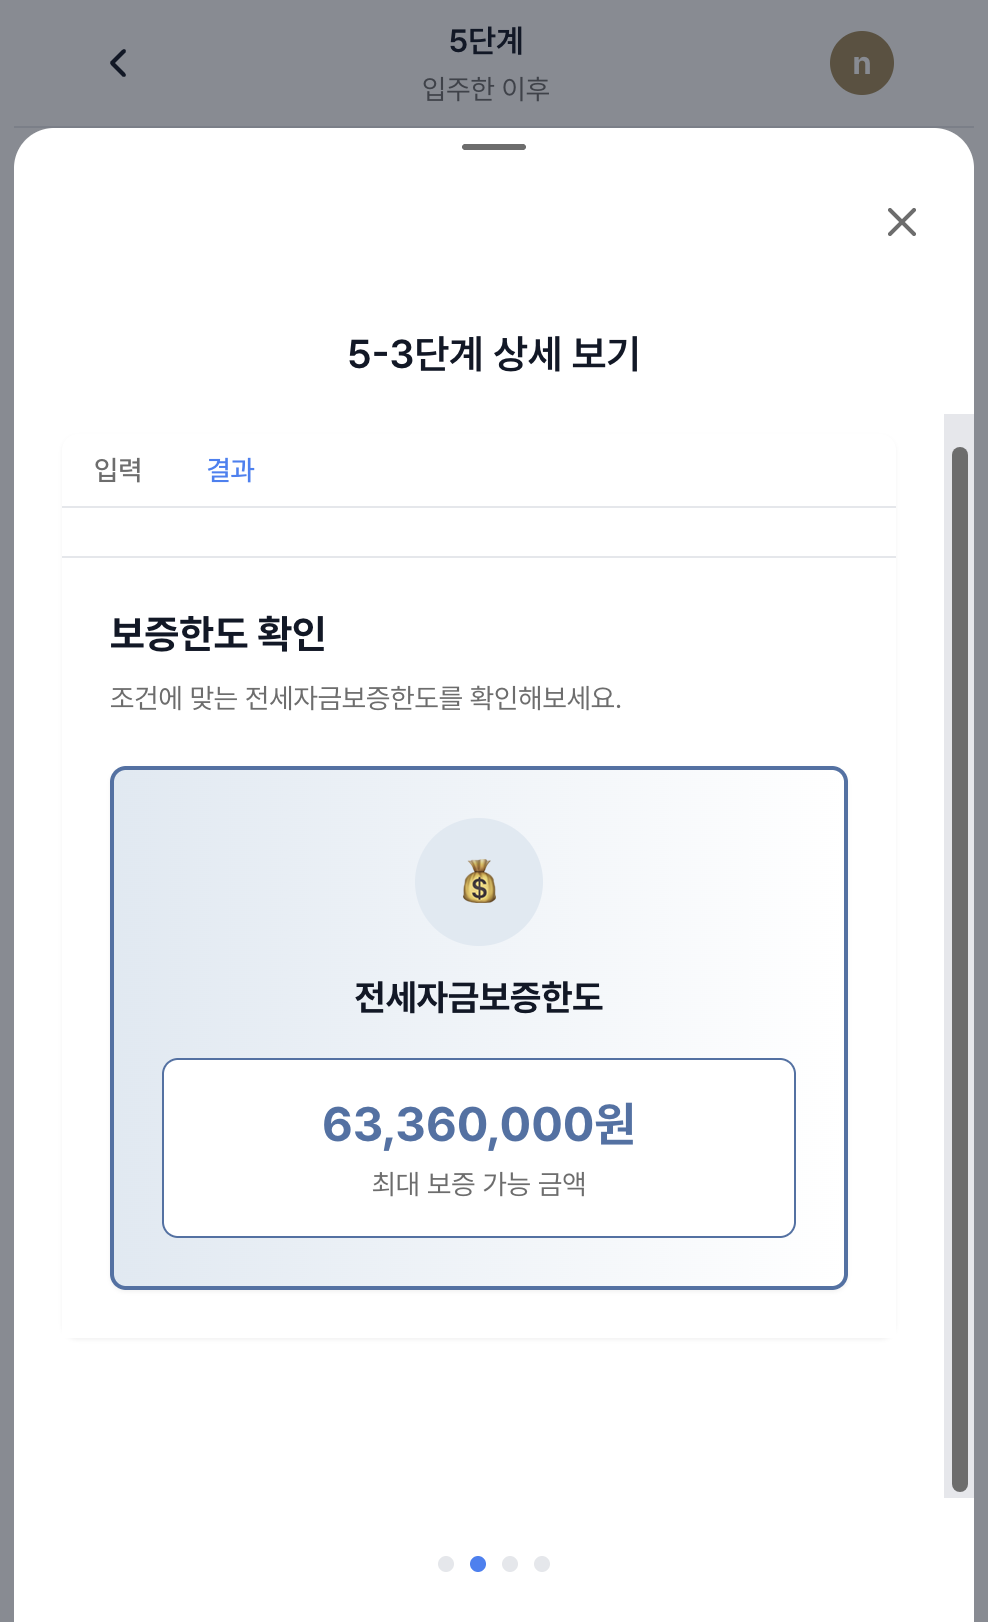 5단계
입주한 이후
n
5-3단계 상세 보기
입력 결과
보증한도 확인
조건에 맞는 전세자금보증한도를 확인해보세요.
$
전세자금보증한도
63,360,000원
최대 보증 가능 금액